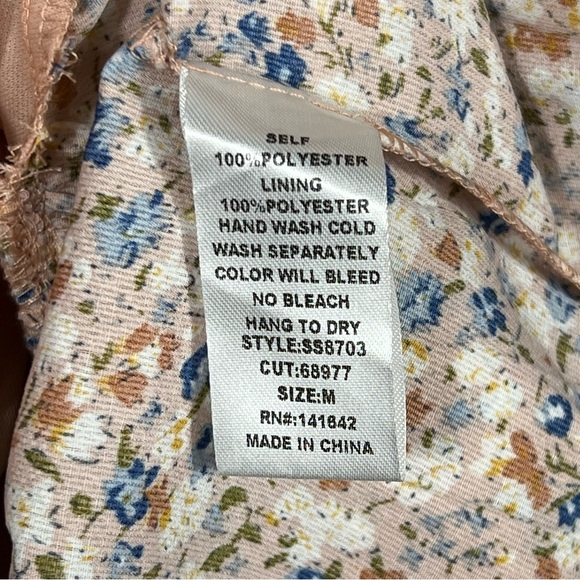 SELF
100%POLYESTER
LINING
100%POLYESTER
HAND WASH COLD
WASH SEPARATELY
COLOR WILL BLEED
NO BLEACH
HANG TO DRY
STYLE:SS8703
CUT:68977
SIZE:M
RN#:141642
MADE IN CHINA